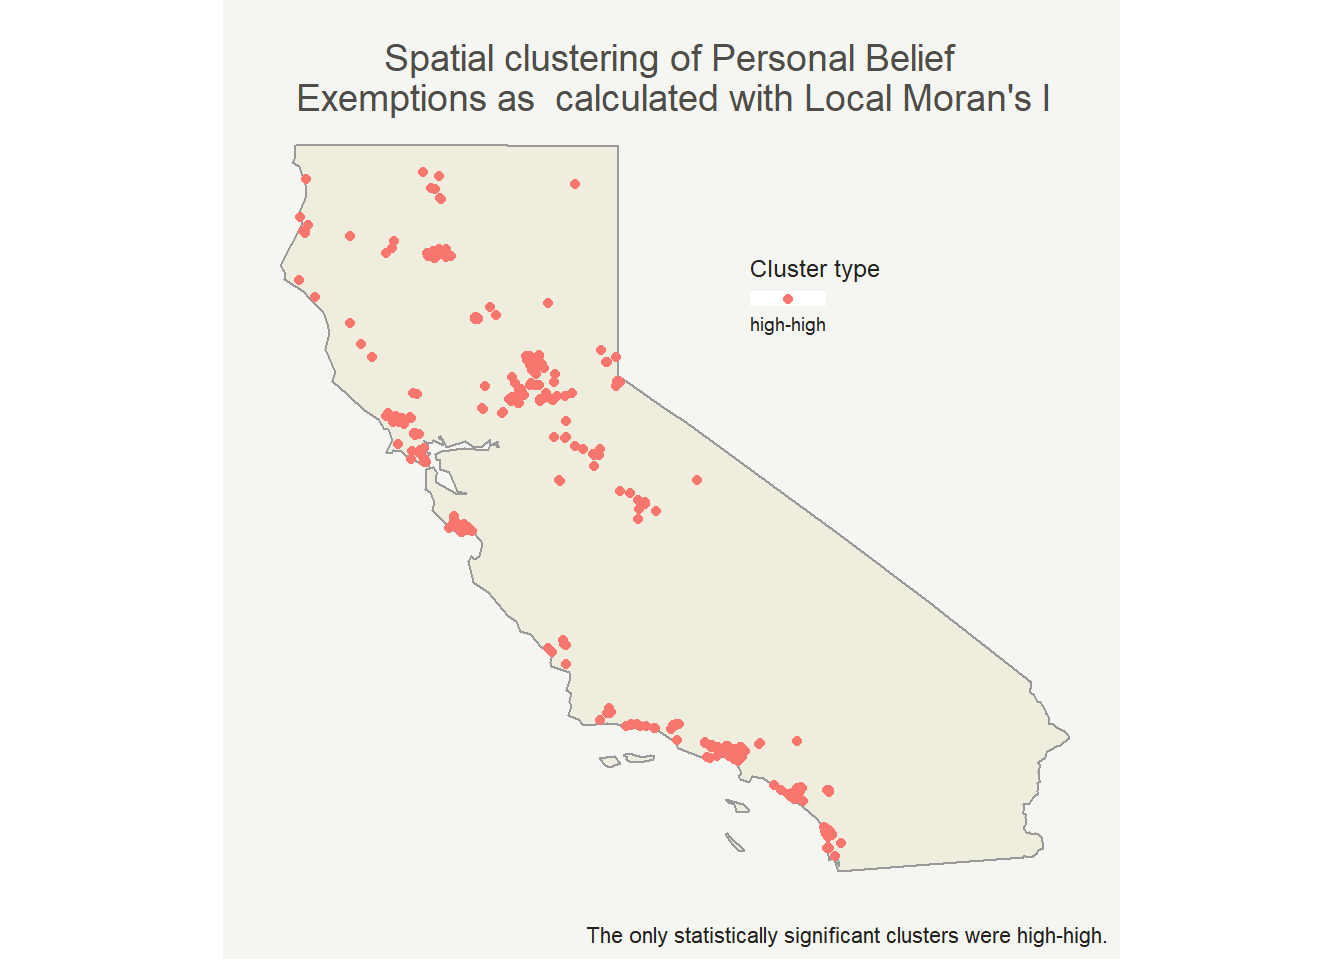 Spatial clustering of Personal Belief
Exemptions as  calculated with Local Moran's I
Cluster type
high-high
The only statistically significant clusters were high-high.